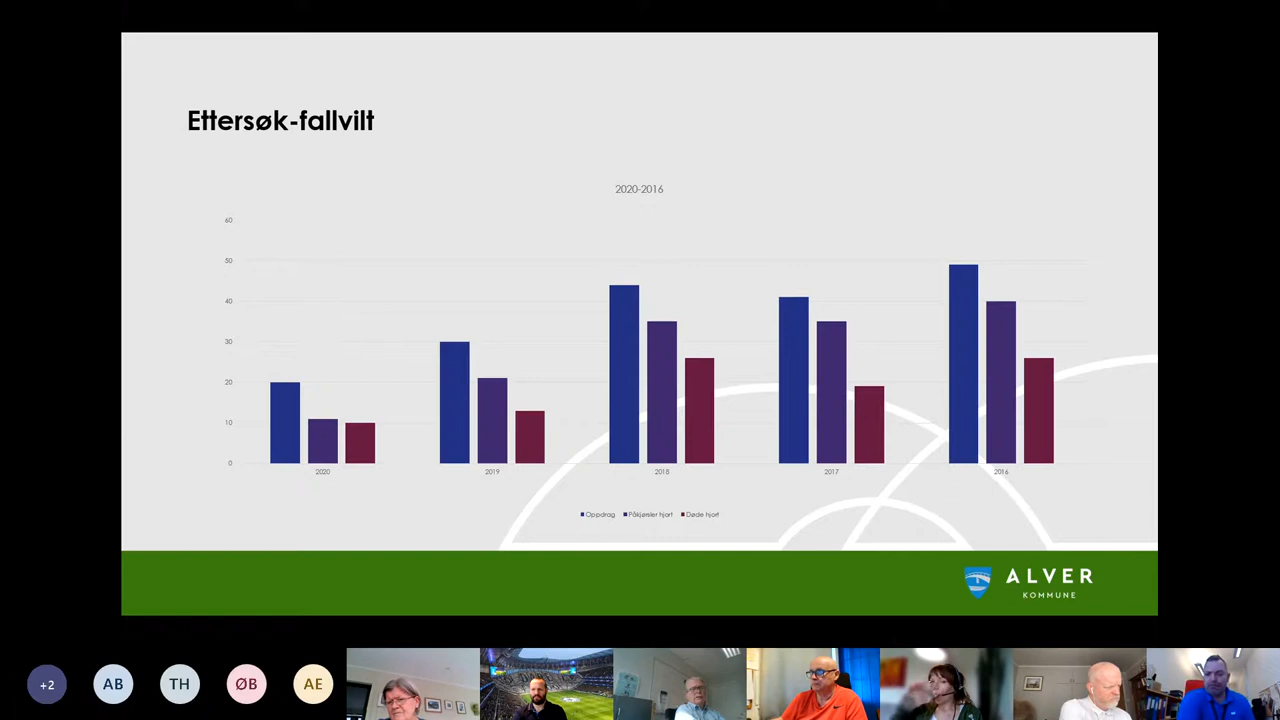 Ettersøk-fallvilt
2020-2016
60
50
40
30
20
10
0
2020 2019 2018 2017 2016
Oppdrag Påkjørsler hjort Døde hjort
ALVER
KOMMUNE
+2 AB TH ØB AE